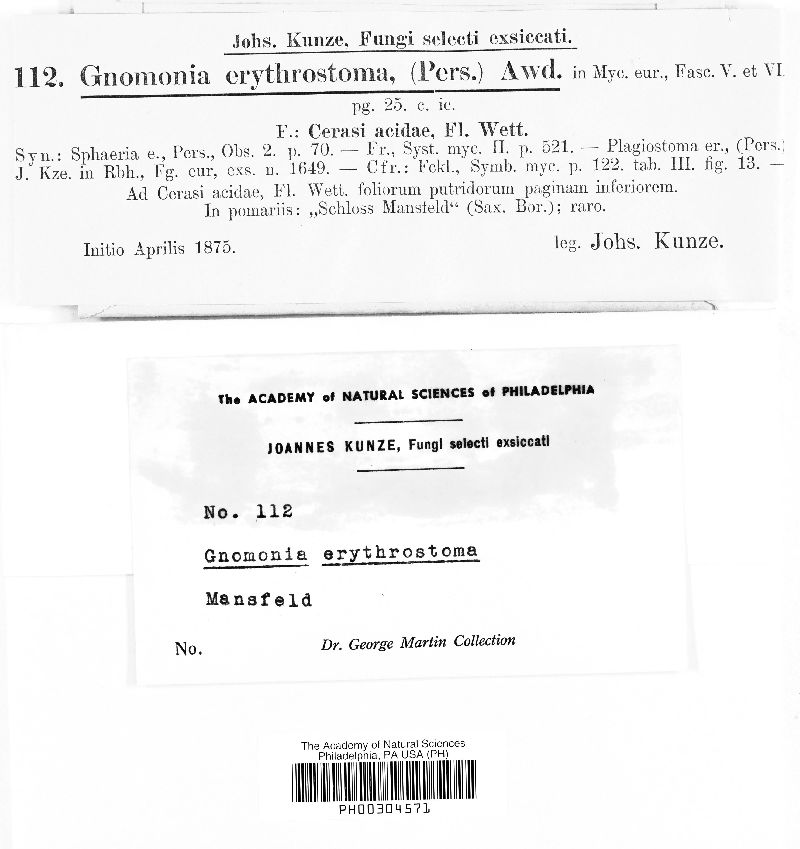 Johs. Kunze. Fungi selecti exsiccati.
112. Gnomonia erythrostoma, (Pers.) Awd. in Myc. eur., Fasc. V. et VI.
pg. 25. c. ic.
F.: Cerasi acidae, Fl. Wett.
Syn.: Sphaeria e., Pers., Obs. 2. p. 70. — Fr., Syst. myc. II. p. 521. — Plagiostoma er., (Pers.)
J. Kze. in Rbh., Fg. eur, exs. n. 1649. — Cfr.: Fckl., Symb. myc. p. 122. tab. III. fig. 13. —
Ad Cerasi acidae, Fl. Wett. foliorum putridorum paginam inferiorem.
In pomariis: „Schloss Mansfeld“ (Sax. Bor.); raro.
Initio Aprilis 1875. leg. Johs. Kunze.
The ACADEMY of NATURAL SCIENCES of PHILADELPHIA
JOANNES KUNZE, Fungi selecti exsiccati
No. 112
Gnomonia erythrostoma
Mansfeld
No. Dr. George Martin Collection
The Academy of Natural Sciences
Philadelphia, PA USA (PH)
PH00304571